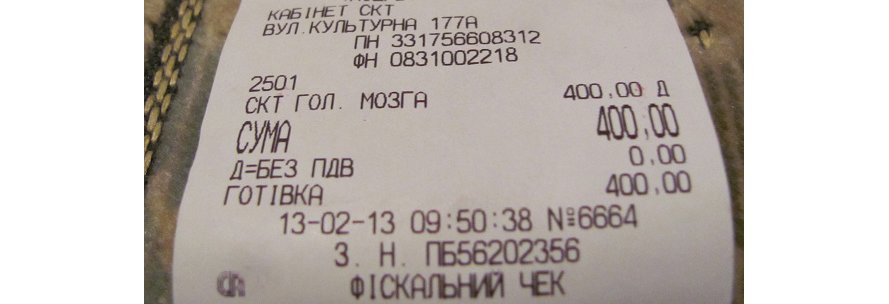 КАБІНЕТ СКТ
ВУЛ.КУЛЬТУРНА 177А
ПН 331756608312
ФН 0831002218
2501
СКТ ГОЛ. МОЗГА 400,00 Д
СУМА 400,00
Д=БЕЗ ПДВ 0.00
ГОТІВКА 400,00
13-02-13 09:50:38 №6664
З. Н. ПБ56202356
ФІСКАЛЬНИЙ ЧЕК